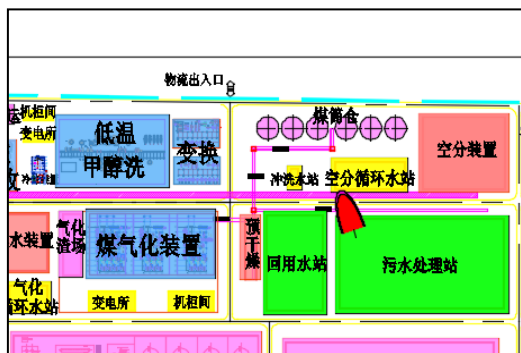 物流出入口
机柜间
变电所
低温
甲醇洗
变换
煤筒仓
冲洗水站
空分循环水站
空分装置
水装置
气化
渣场
煤气化装置
预干燥
回用水站
污水处理站
气化
循环水站
变电所
机柜间